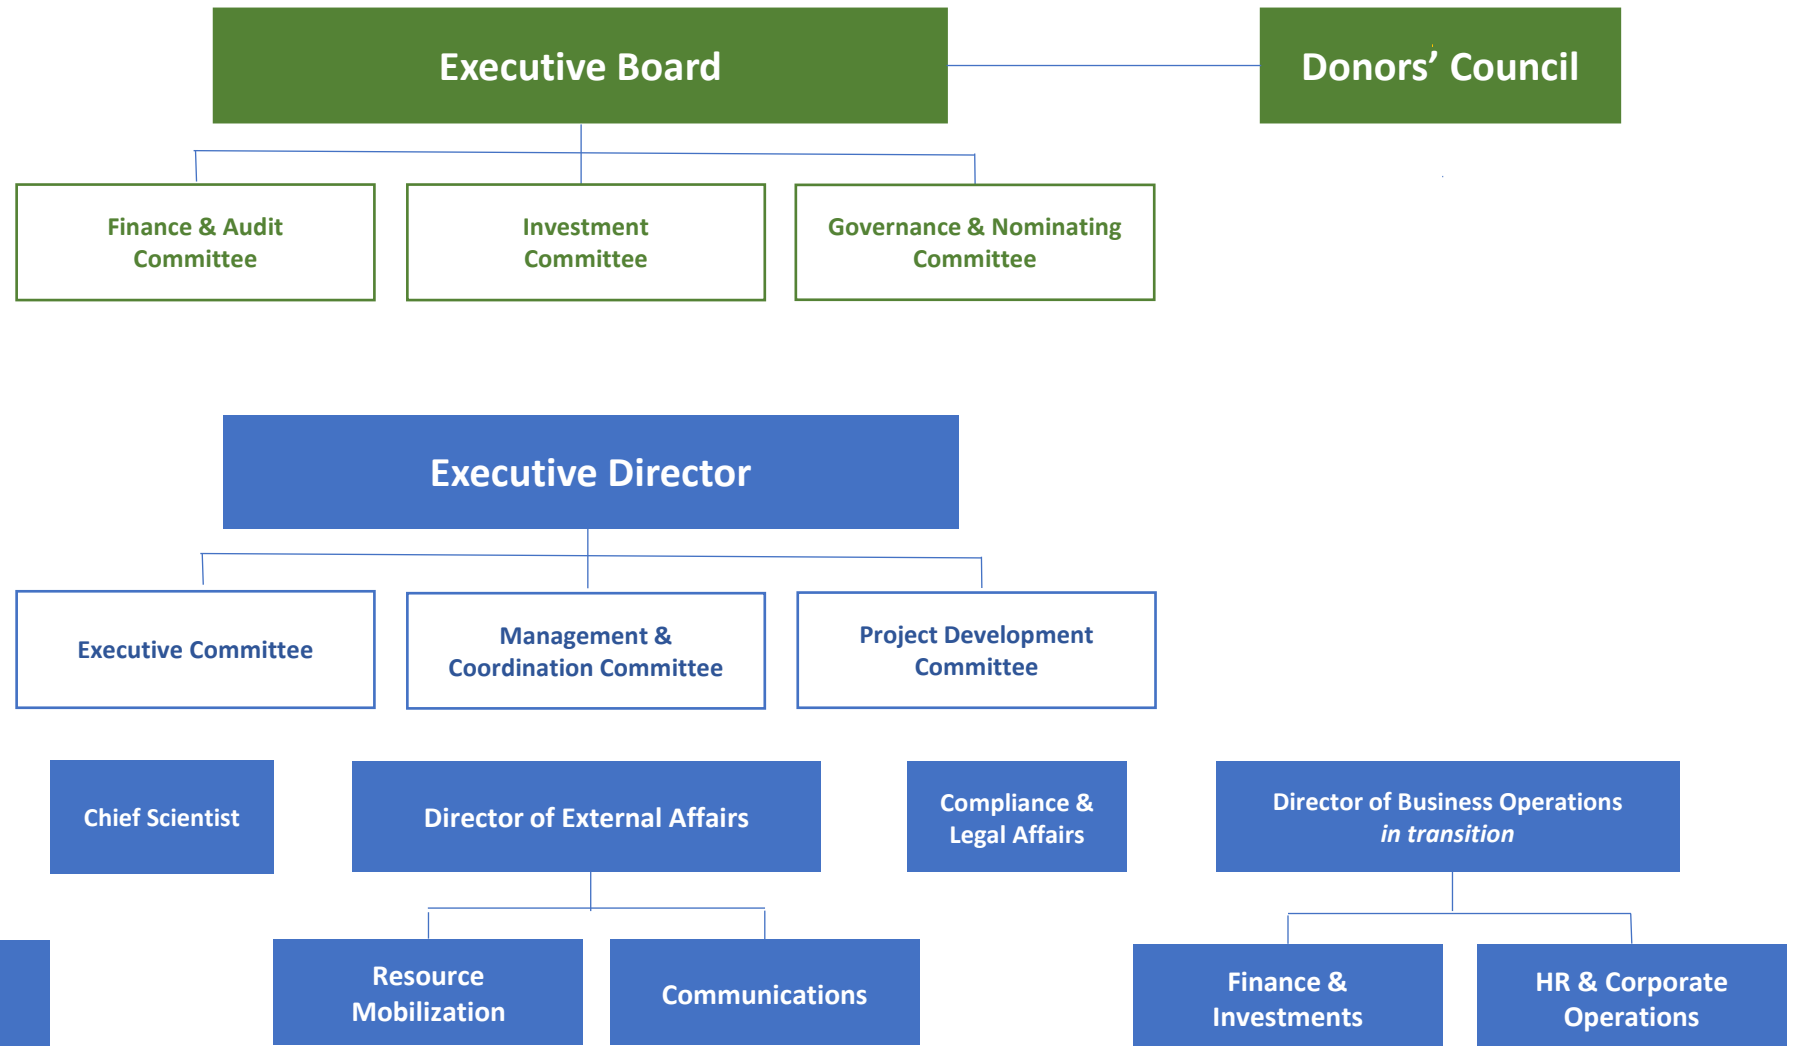 Executive Board
Donors’ Council
Finance & Audit
Committee
Investment
Committee
Governance & Nominating
Committee
Executive Director
Executive Committee
Management &
Coordination Committee
Project Development
Committee
Chief Scientist
Director of External Affairs
Compliance &
Legal Affairs
Director of Business Operations
in transition
Resource
Mobilization
Communications
Finance &
Investments
HR & Corporate
Operations